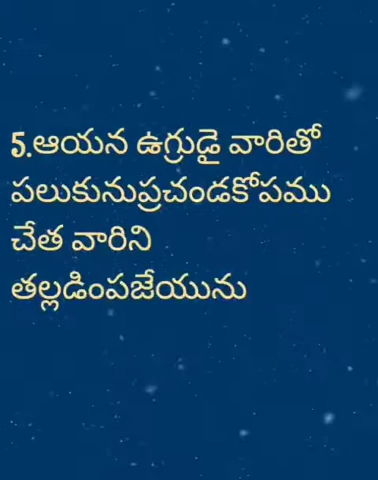 5.ఆయన ఉగ్రుడై వారితో
పలుకునుప్రచండకోపము
చేత వారిని
తల్లడింపజేయును